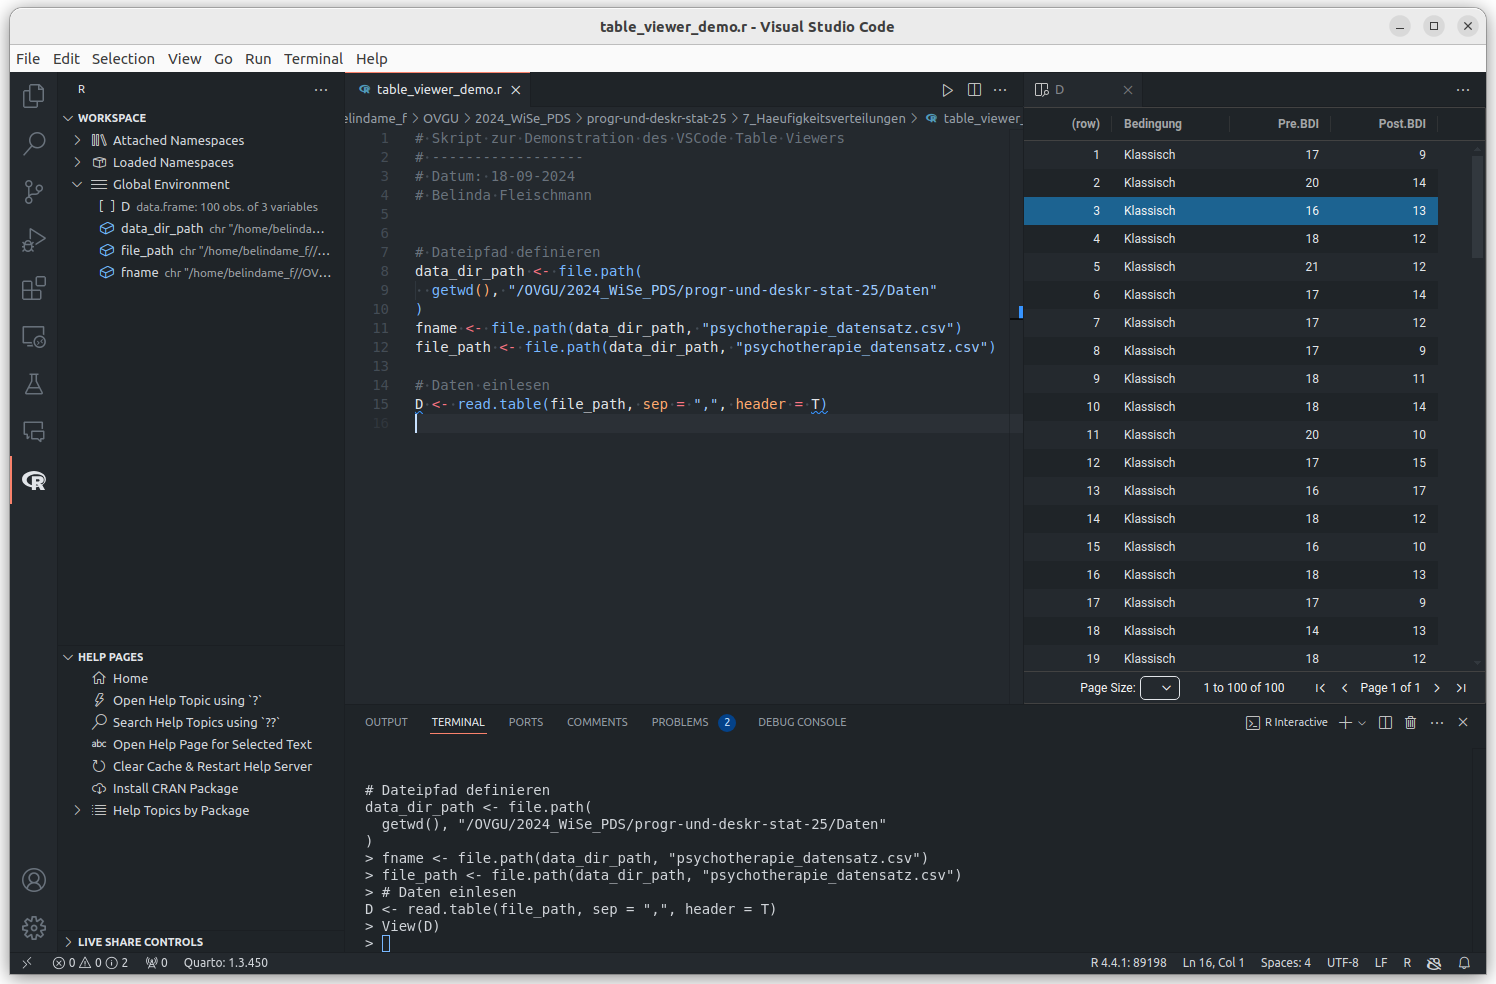 table_viewer_demo.r - Visual Studio Code
File Edit Selection View Go Run Terminal Help
R
WORKSPACE
Attached Namespaces
Loaded Namespaces
Global Environment
D data.frame: 100 obs. of 3 variables
data_dir_path chr "/home/belinda...
file_path chr "/home/belindame_f//...
fname chr "/home/belindame_f//OV...
HELP PAGES
Home
Open Help Topic using `?`
Search Help Topics using `??`
abc Open Help Page for Selected Text
Clear Cache & Restart Help Server
Install CRAN Package
Help Topics by Package
LIVE SHARE CONTROLS
table_viewer_demo.r
elindame_f > OVGU > 2024_WiSe_PDS > progr-und-deskr-stat-25 > 7_Haeufigkeitsverteilungen > table_viewer_
1 # Skript zur Demonstration des VSCode Table Viewers
2 # ------------------
3 # Datum: 18-09-2024
4 # Belinda Fleischmann
5
6
7 # Dateipfad definieren
8 data_dir_path <- file.path(
9 getwd(), "/OVGU/2024_WiSe_PDS/progr-und-deskr-stat-25/Daten"
10 )
11 fname <- file.path(data_dir_path, "psychotherapie_datensatz.csv")
12 file_path <- file.path(data_dir_path, "psychotherapie_datensatz.csv")
13
14 # Daten einlesen
15 D <- read.table(file_path, sep = ",", header = T)
16
D
(row) Bedingung Pre.BDI Post.BDI
1 Klassisch 17 9
2 Klassisch 20 14
3 Klassisch 16 13
4 Klassisch 18 12
5 Klassisch 21 12
6 Klassisch 17 14
7 Klassisch 17 12
8 Klassisch 17 9
9 Klassisch 18 11
10 Klassisch 18 14
11 Klassisch 20 10
12 Klassisch 17 15
13 Klassisch 16 17
14 Klassisch 18 12
15 Klassisch 16 10
16 Klassisch 18 13
17 Klassisch 17 9
18 Klassisch 14 13
19 Klassisch 18 12
Page Size: 1 to 100 of 100 Page 1 of 1
OUTPUT TERMINAL PORTS COMMENTS PROBLEMS 2 DEBUG CONSOLE
R Interactive
# Dateipfad definieren
data_dir_path <- file.path(
getwd(), "/OVGU/2024_WiSe_PDS/progr-und-deskr-stat-25/Daten"
)
> fname <- file.path(data_dir_path, "psychotherapie_datensatz.csv")
> file_path <- file.path(data_dir_path, "psychotherapie_datensatz.csv")
> # Daten einlesen
D <- read.table(file_path, sep = ",", header = T)
> View(D)
>
0 0 2 0 Quarto: 1.3.450
R 4.4.1: 89198 Ln 16, Col 1 Spaces: 4 UTF-8 LF R